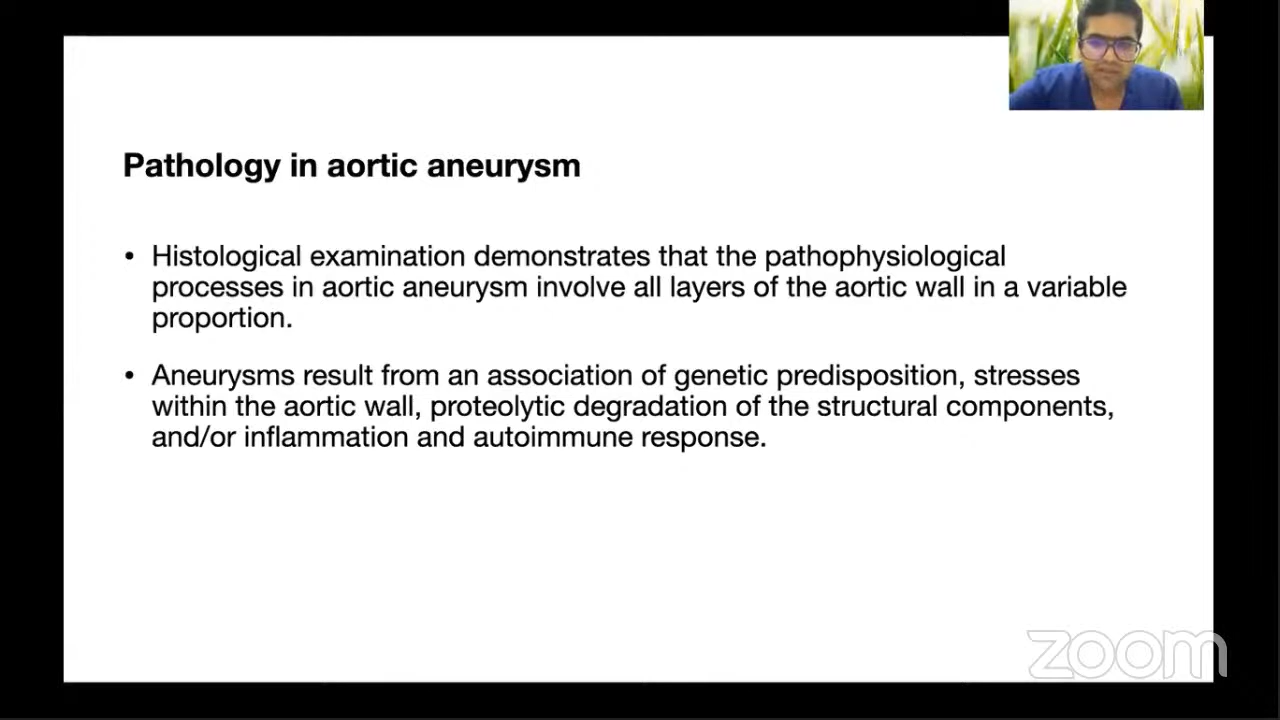 Pathology in aortic aneurysm
• Histological examination demonstrates that the pathophysiological
processes in aortic aneurysm involve all layers of the aortic wall in a variable
proportion.
• Aneurysms result from an association of genetic predisposition, stresses
within the aortic wall, proteolytic degradation of the structural components,
and/or inflammation and autoimmune response.
zoom